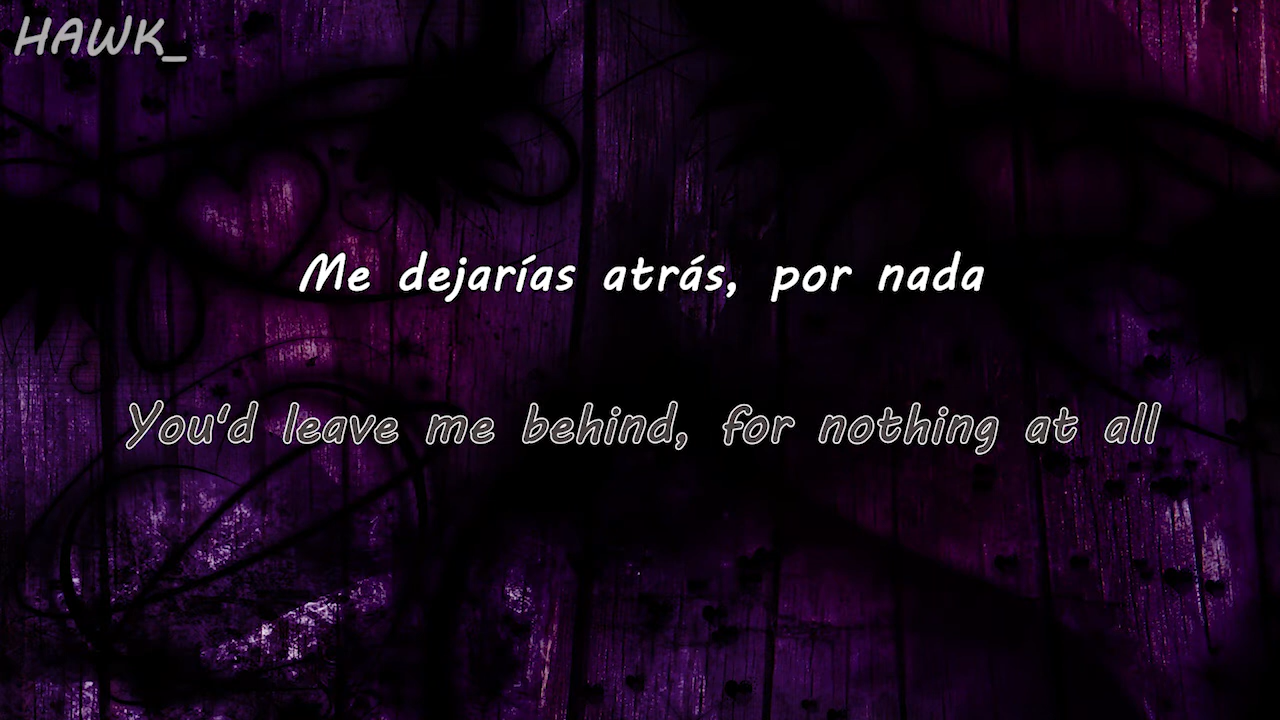 HAWK_
Me dejarías atrás, por nada
You'd leave me behind, for nothing at all